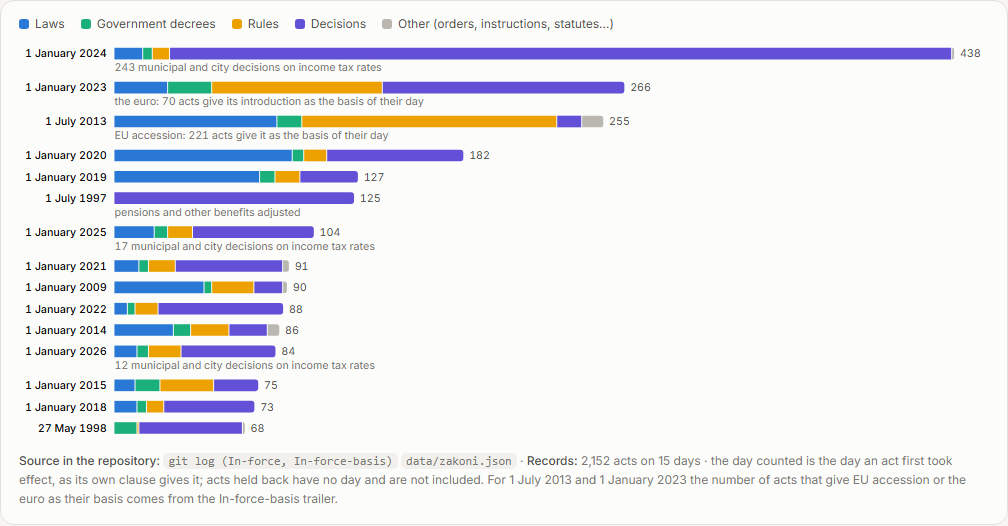 Laws Government decrees Rules Decisions Other (orders, instructions, statutes...)
1 January 2024 438
243 municipal and city decisions on income tax rates
1 January 2023 266
the euro: 70 acts give its introduction as the basis of their day
1 July 2013 255
EU accession: 221 acts give it as the basis of their day
1 January 2020 182
1 January 2019 127
1 July 1997 125
pensions and other benefits adjusted
1 January 2025 104
17 municipal and city decisions on income tax rates
1 January 2021 91
1 January 2009 90
1 January 2022 88
1 January 2014 86
1 January 2026 84
12 municipal and city decisions on income tax rates
1 January 2015 75
1 January 2018 73
27 May 1998 68
Source in the repository: git log (In-force, In-force-basis) data/zakoni.json · Records: 2,152 acts on 15 days · the day counted is the day an act first took
effect, as its own clause gives it; acts held back have no day and are not included. For 1 July 2013 and 1 January 2023 the number of acts that give EU accession or the
euro as their basis comes from the In-force-basis trailer.